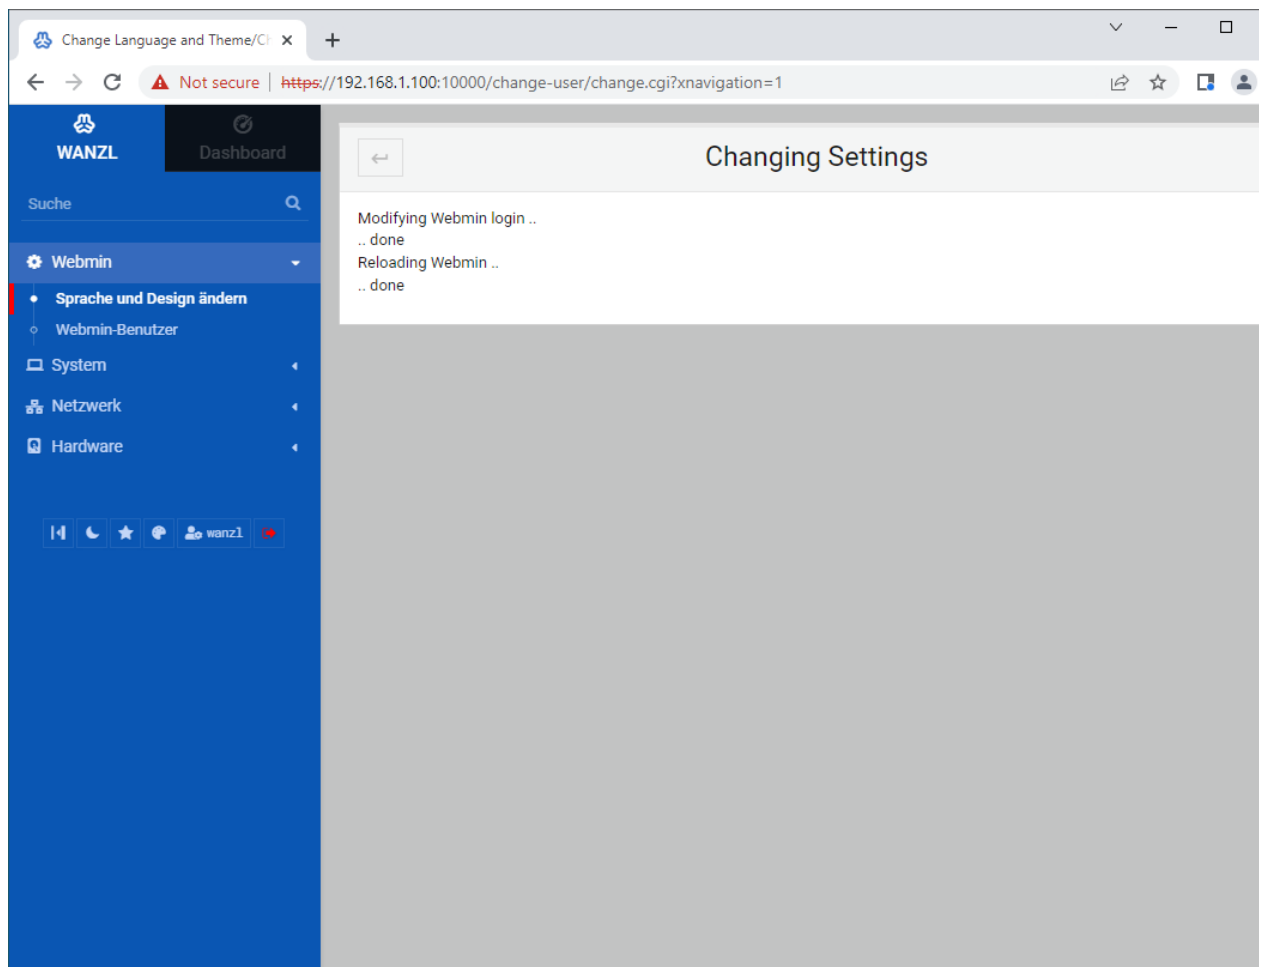 Change Language and Theme/Ch
Not secure | https://192.168.1.100:10000/change-user/change.cgi?xnavigation=1
WANZL
Dashboard
Suche
Webmin
Sprache und Design ändern
Webmin-Benutzer
System
Netzwerk
Hardware
wanzl
Changing Settings
Modifying Webmin login ..
.. done
Reloading Webmin ..
.. done